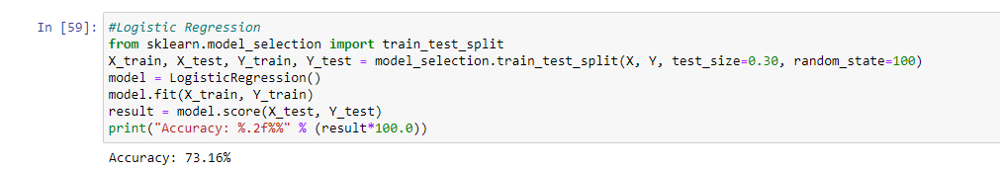 In [59]: #Logistic Regression
from sklearn.model_selection import train_test_split
X_train, X_test, Y_train, Y_test = model_selection.train_test_split(X, Y, test_size=0.30, random_state=100)
model = LogisticRegression()
model.fit(X_train, Y_train)
result = model.score(X_test, Y_test)
print("Accuracy: %.2f%%" % (result*100.0))
Accuracy: 73.16%